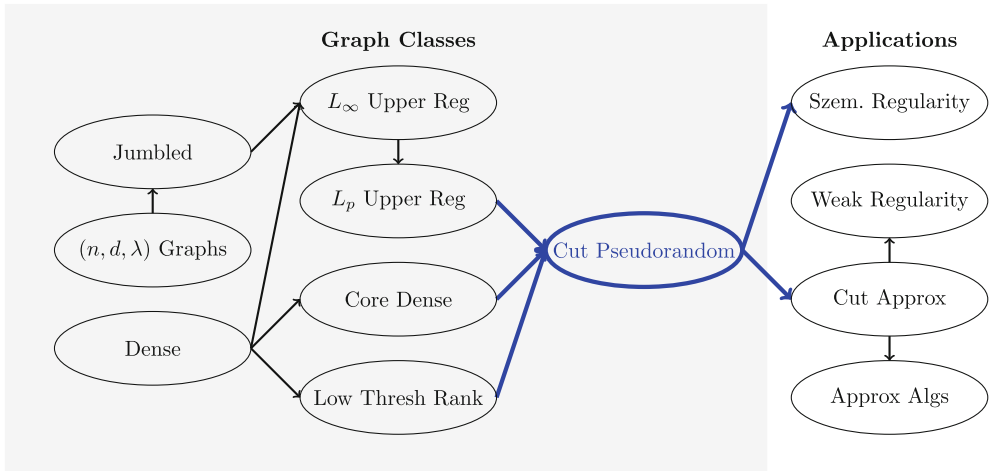 Graph Classes
Applications
L∞ Upper Reg
Szem. Regularity
Jumbled
Lp Upper Reg
Weak Regularity
(n, d, λ) Graphs
Cut Pseudorandom
Core Dense
Cut Approx
Dense
Low Thresh Rank
Approx Algs